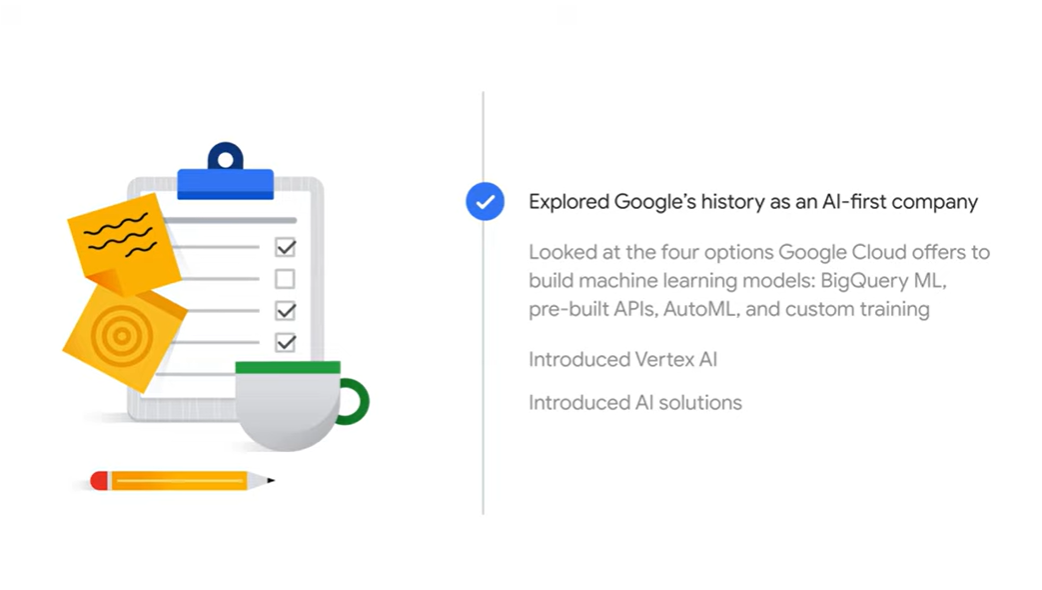 Explored Google's history as an AI-first company
Looked at the four options Google Cloud offers to
build machine learning models: BigQuery ML,
pre-built APIs, AutoML, and custom training
Introduced Vertex AI
Introduced AI solutions